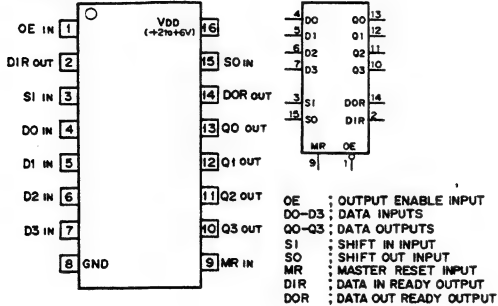 OE IN 1
DIR OUT 2
SI IN 3
DO IN 4
D1 IN 5
D2 IN 6
D3 IN 7
8 GND
VDD
(+2 to +6V)
16
15 SO IN
14 DOR OUT
13 QO OUT
12 Q1 OUT
11 Q2 OUT
10 Q3 OUT
9 MR IN
4 DO QO 13
5 D1 Q1 12
6 D2 Q2 11
7 D3 Q3 10
3 SI DOR 14
15 SO DIR 2
MR OE
9 1
OE : OUTPUT ENABLE INPUT
DO-D3 : DATA INPUTS
QO-Q3 : DATA OUTPUTS
SI : SHIFT IN INPUT
SO : SHIFT OUT INPUT
MR : MASTER RESET INPUT
DIR : DATA IN READY OUTPUT
DOR : DATA OUT READY OUTPUT